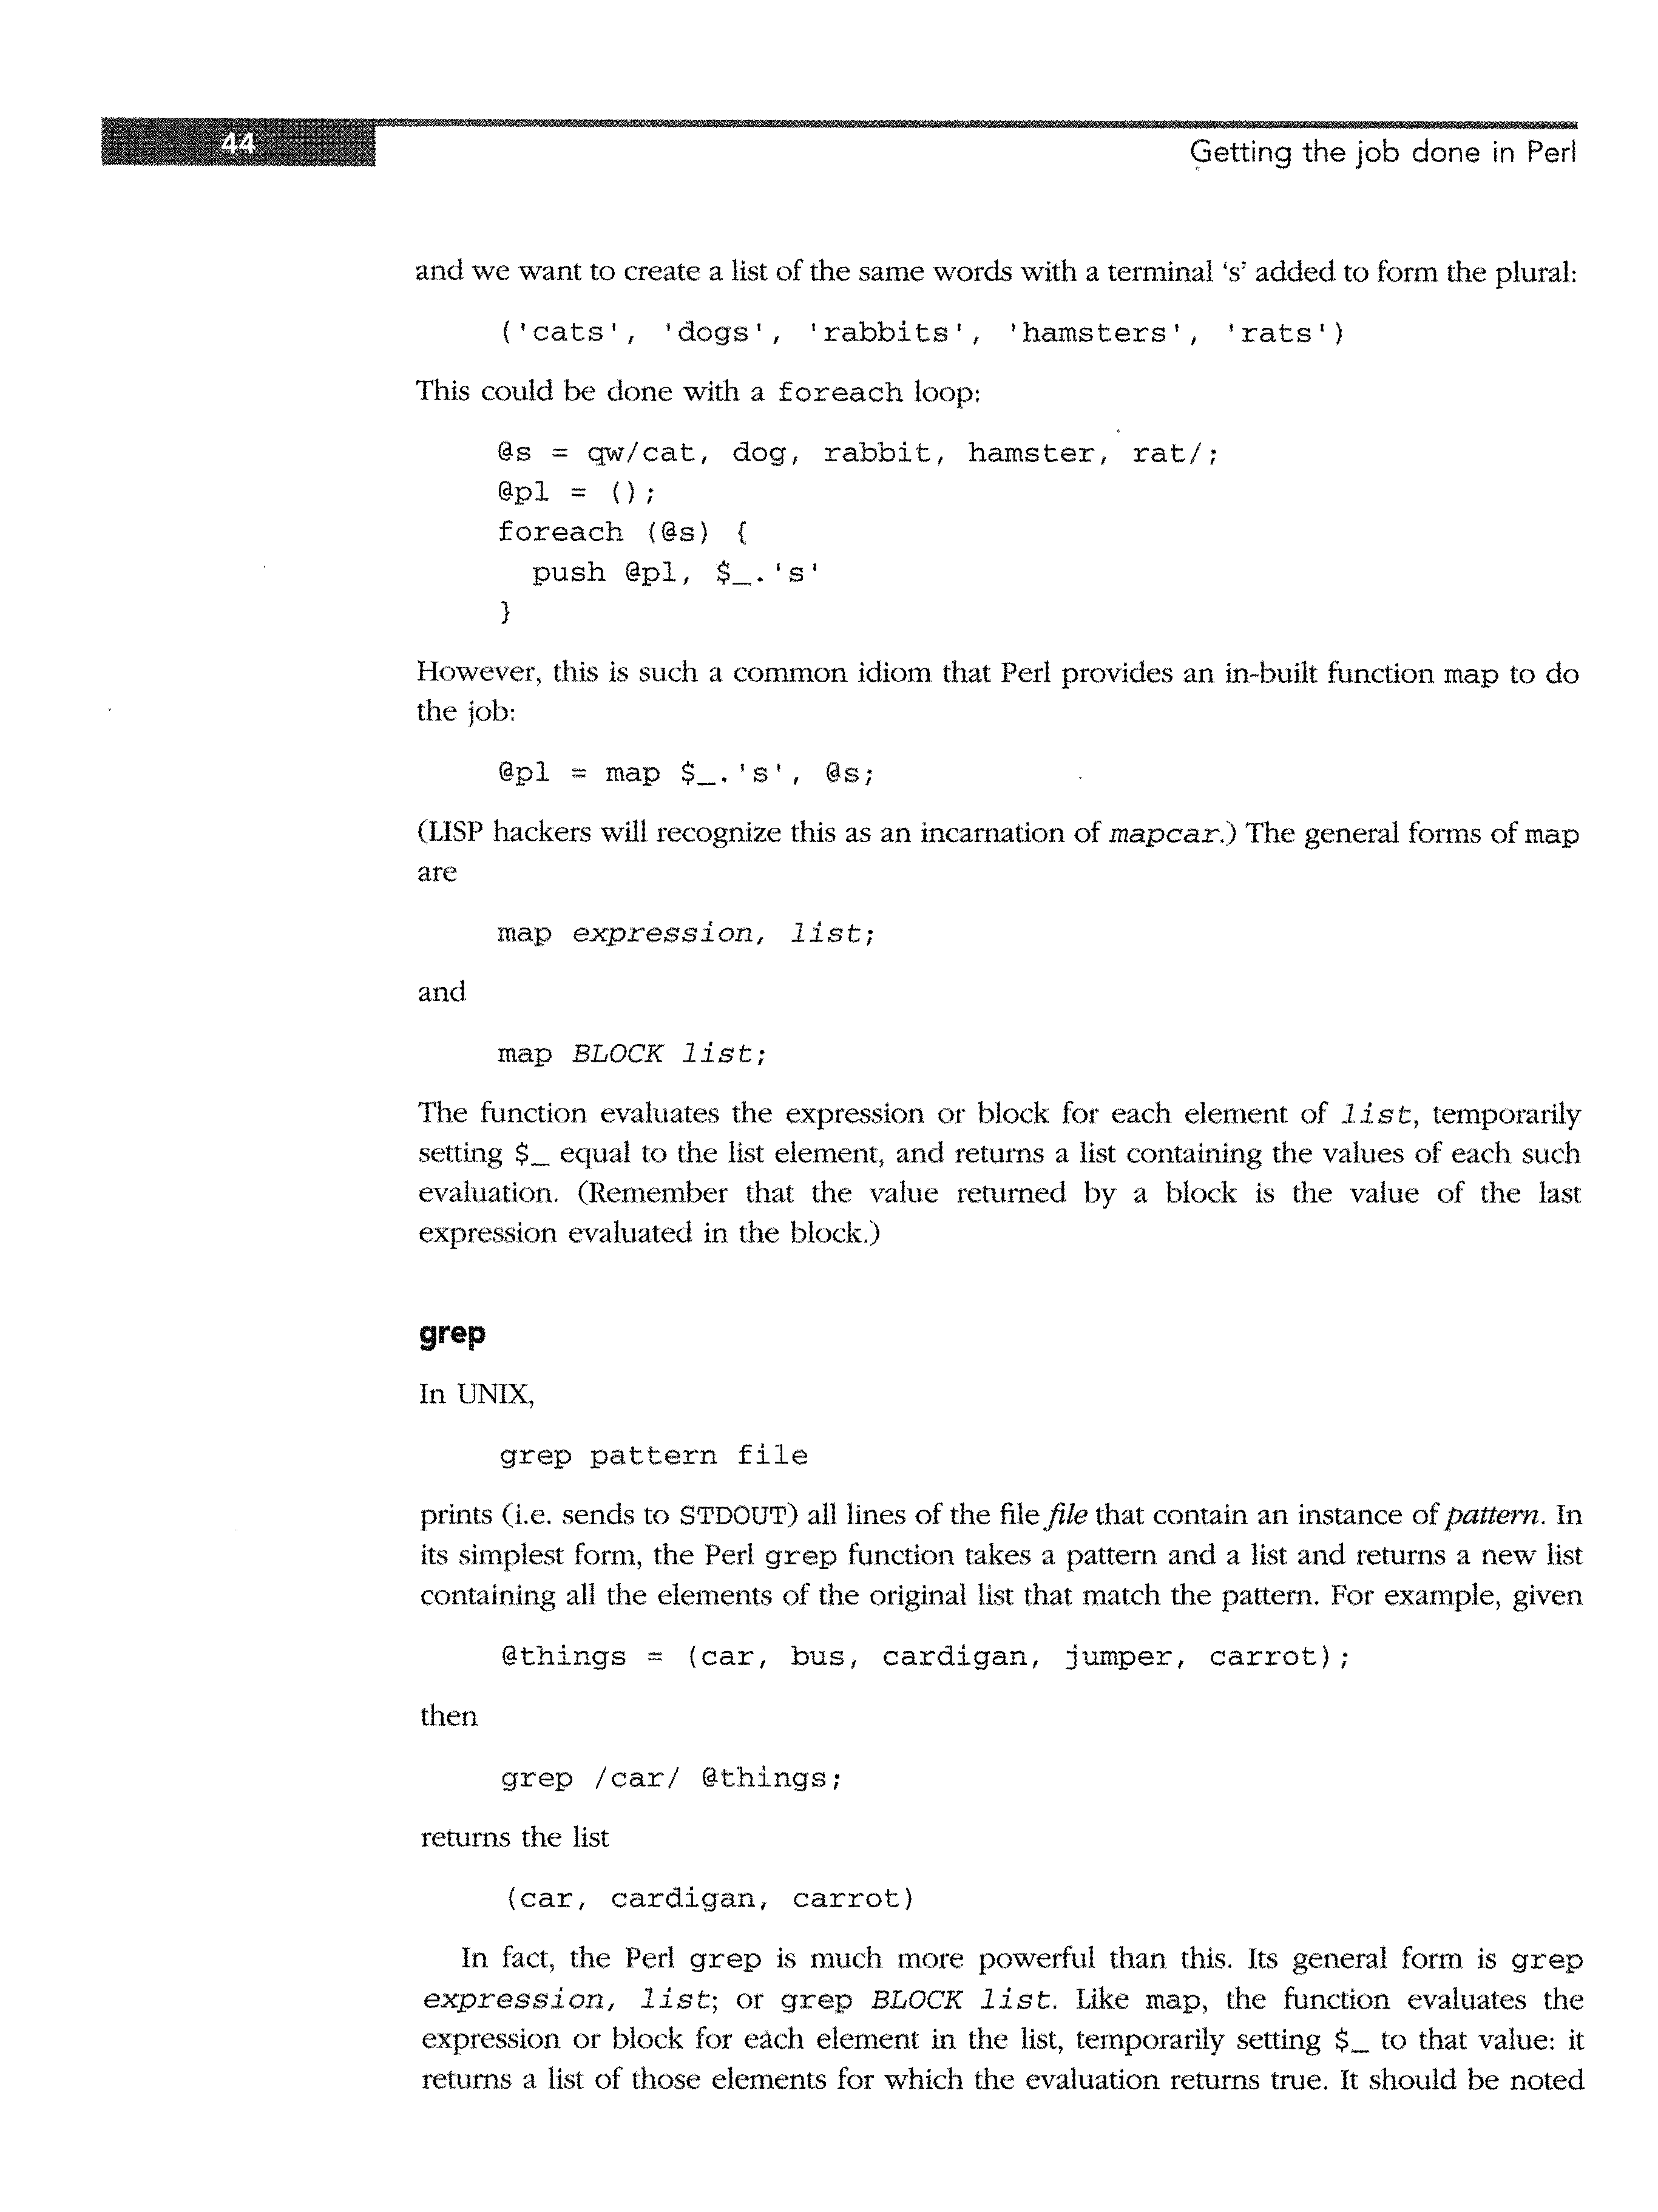 44
Getting the job done in Perl
and we want to create a list of the same words with a terminal ‘s’ added to form the plural:
('cats', 'dogs', 'rabbits', 'hamsters', 'rats')
This could be done with a foreach loop:
@s = qw/cat, dog, rabbit, hamster, rat/;
@pl = ();
foreach (@s) {
  push @pl, $_.'s'
}
However, this is such a common idiom that Perl provides an in-built function map to do
the job:
@pl = map $_.'s', @s;
(LISP hackers will recognize this as an incarnation of mapcar.) The general forms of map
are
map expression, list;
and
map BLOCK list;
The function evaluates the expression or block for each element of list, temporarily
setting $_ equal to the list element, and returns a list containing the values of each such
evaluation. (Remember that the value returned by a block is the value of the last
expression evaluated in the block.)
grep
In UNIX,
grep pattern file
prints (i.e. sends to STDOUT) all lines of the file file that contain an instance of pattern. In
its simplest form, the Perl grep function takes a pattern and a list and returns a new list
containing all the elements of the original list that match the pattern. For example, given
@things = (car, bus, cardigan, jumper, carrot);
then
grep /car/ @things;
returns the list
(car, cardigan, carrot)
In fact, the Perl grep is much more powerful than this. Its general form is grep
expression, list; or grep BLOCK list. Like map, the function evaluates the
expression or block for each element in the list, temporarily setting $_ to that value: it
returns a list of those elements for which the evaluation returns true. It should be noted